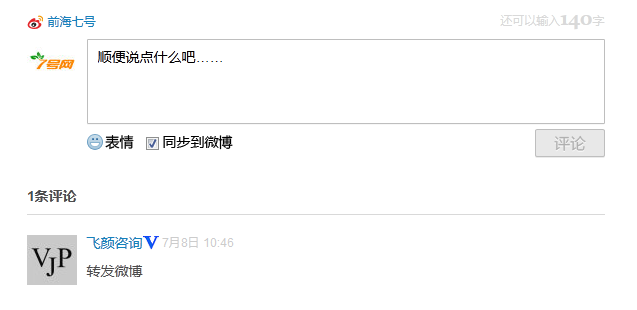 前海七号
还可以输入140字
7号网
顺便说点什么吧……
表情
同步到微博
评论
1条评论
飞颜咨询V 7月8日 10:46
VJP
转发微博